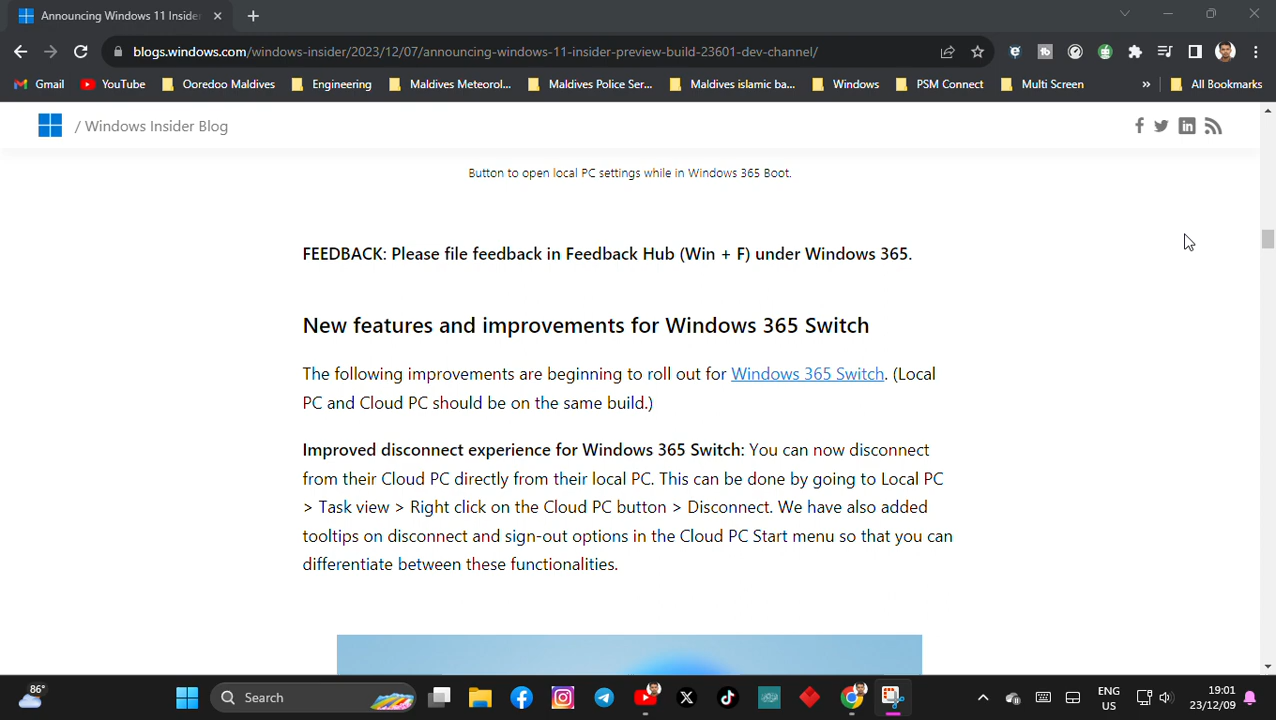 Announcing Windows 11 Insider
blogs.windows.com/windows-insider/2023/12/07/announcing-windows-11-insider-preview-build-23601-dev-channel/
Gmail YouTube Ooredoo Maldives Engineering Maldives Meteorol... Maldives Police Ser... Maldives islamic ba... Windows PSM Connect Multi Screen » All Bookmarks
/ Windows Insider Blog
Button to open local PC settings while in Windows 365 Boot.
FEEDBACK: Please file feedback in Feedback Hub (Win + F) under Windows 365.
New features and improvements for Windows 365 Switch
The following improvements are beginning to roll out for Windows 365 Switch. (Local
PC and Cloud PC should be on the same build.)
Improved disconnect experience for Windows 365 Switch: You can now disconnect
from their Cloud PC directly from their local PC. This can be done by going to Local PC
> Task view > Right click on the Cloud PC button > Disconnect. We have also added
tooltips on disconnect and sign-out options in the Cloud PC Start menu so that you can
differentiate between these functionalities.
86°
Search
ENG
US
19:01
23/12/09